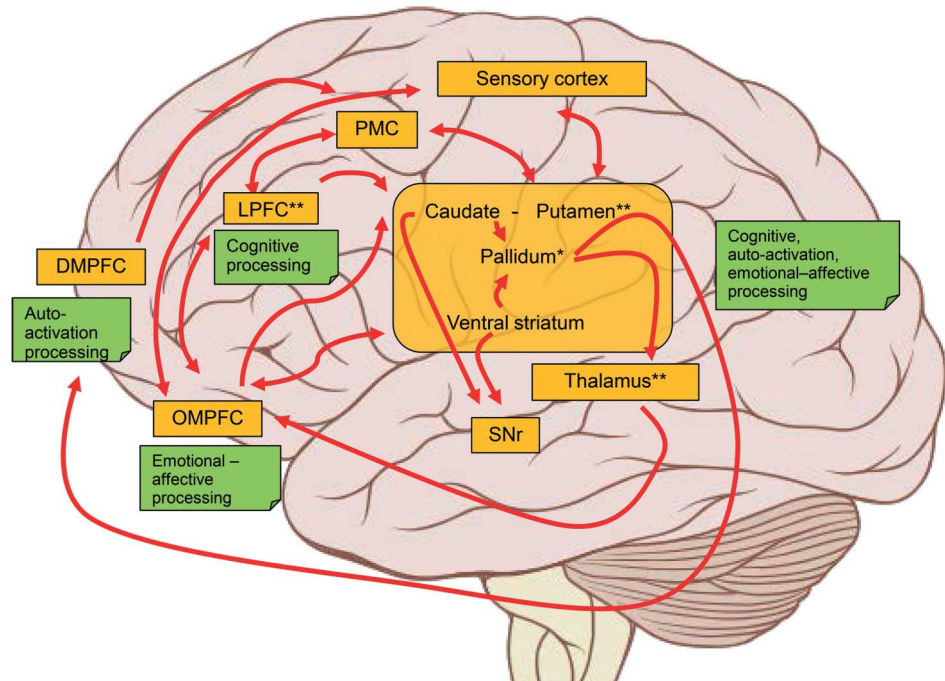 Sensory cortex
PMC
LPFC**
Cognitive
processing
DMPFC
Auto-
activation
processing
Caudate - Putamen**
Pallidum*
Ventral striatum
Cognitive,
auto-activation,
emotional–affective
processing
Thalamus**
OMPFC
SNr
Emotional –
affective
processing